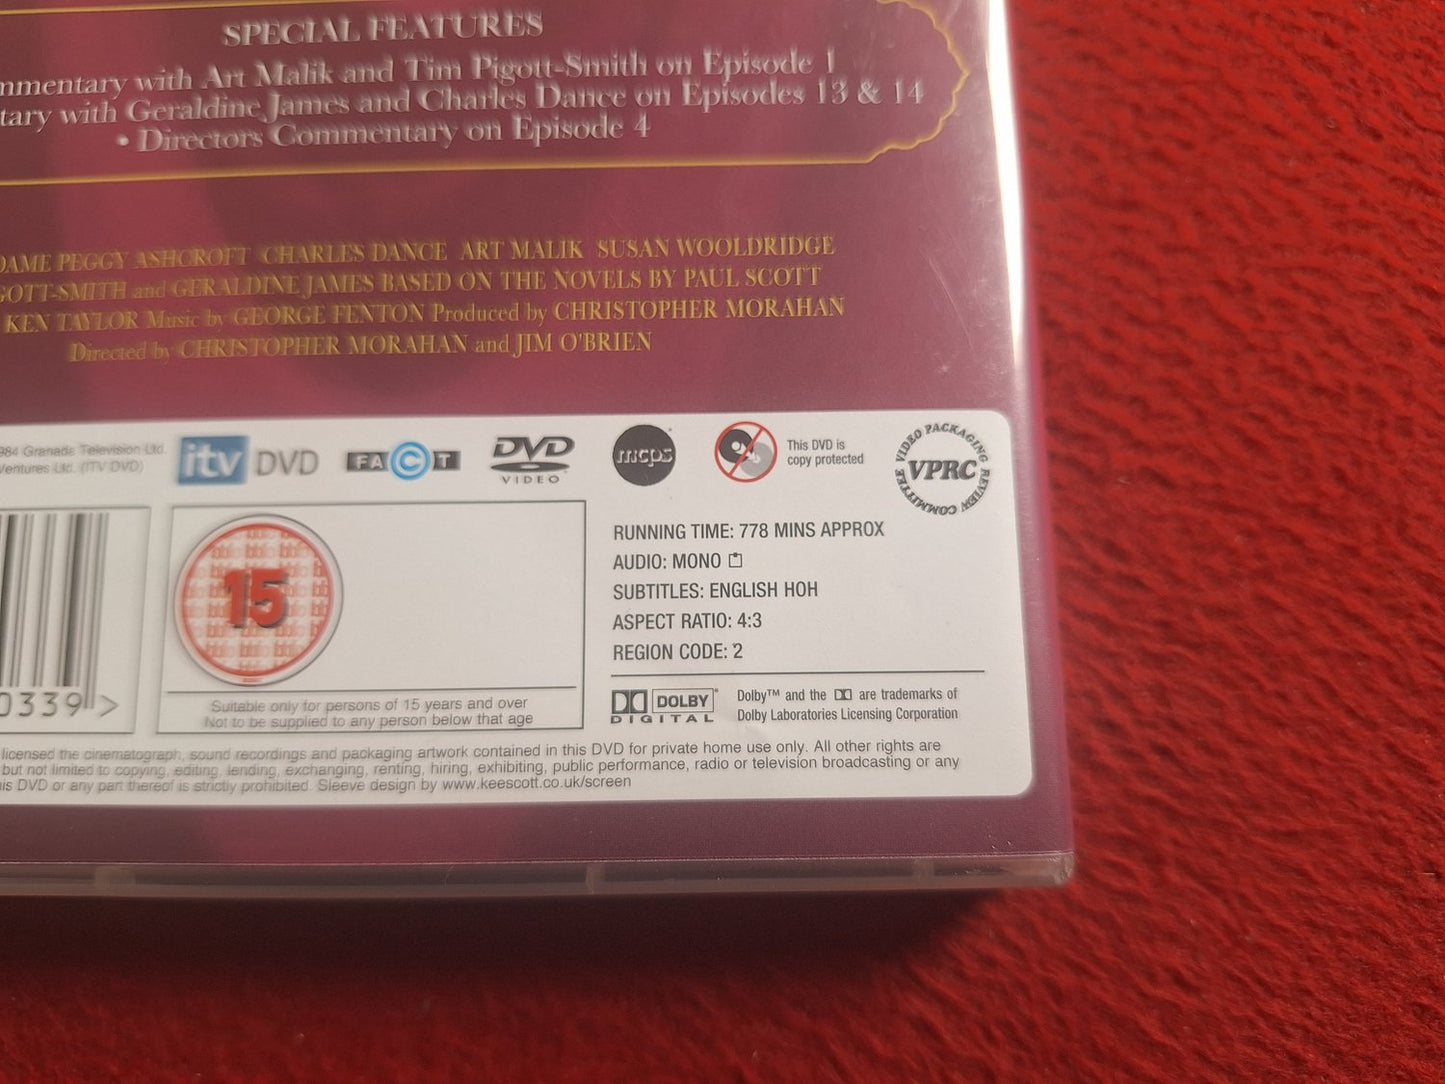 SPECIAL FEATURES
mmentary with Art Malik and Tim Pigott-Smith on Episode 1
tary with Geraldine James and Charles Dance on Episodes 13 & 14
• Directors Commentary on Episode 4
DAME PEGGY ASHCROFT CHARLES DANCE ART MALIK SUSAN WOOLDRIDGE
GOTT-SMITH and GERALDINE JAMES BASED ON THE NOVELS BY PAUL SCOTT
KEN TAYLOR Music by GEORGE FENTON Produced by CHRISTOPHER MORAHAN
Directed by CHRISTOPHER MORAHAN and JIM O'BRIEN
984 Granada Television Ltd.
Ventures Ltd. (ITV DVD)
itv DVD
FACT
DVD
VIDEO
mcps
This DVD is
copy protected
VIDEO PACKAGING REVIEW COMMITTEE
VPRC
0339 >
15
Suitable only for persons of 15 years and over
Not to be supplied to any person below that age
RUNNING TIME: 778 MINS APPROX
AUDIO: MONO
SUBTITLES: ENGLISH HOH
ASPECT RATIO: 4:3
REGION CODE: 2
DOLBY
DIGITAL
Dolby™ and the are trademarks of
Dolby Laboratories Licensing Corporation
licensed the cinematograph, sound recordings and packaging artwork contained in this DVD for private home use only. All other rights are
but not limited to copying, editing, lending, exchanging, renting, hiring, exhibiting, public performance, radio or television broadcasting or any
is DVD or any part thereof is strictly prohibited. Sleeve design by www.keescott.co.uk/screen